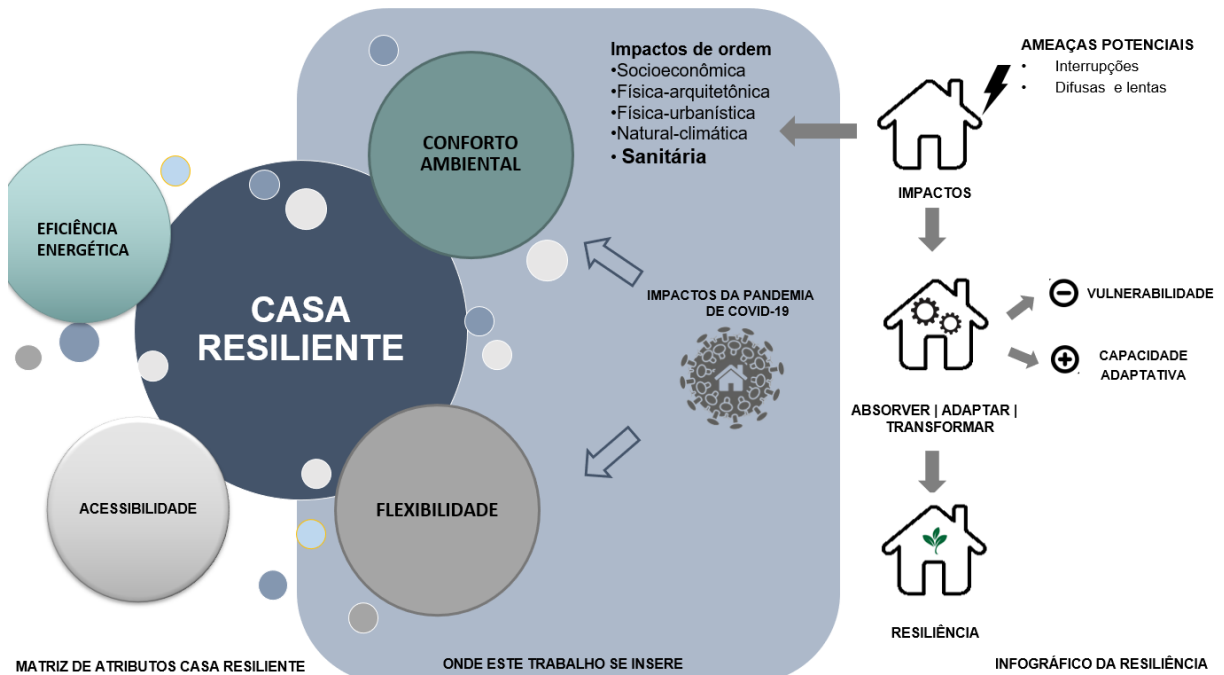 EFICIÊNCIA
ENERGÉTICA
CASA
RESILIENTE
CONFORTO
AMBIENTAL
ACESSIBILIDADE
FLEXIBILIDADE
MATRIZ DE ATRIBUTOS CASA RESILIENTE
Impactos de ordem
•Socioeconômica
•Física-arquitetônica
•Física-urbanística
•Natural-climática
• Sanitária
IMPACTOS DA PANDEMIA
DE COVID-19
ONDE ESTE TRABALHO SE INSERE
AMEAÇAS POTENCIAIS
• Interrupções
• Difusas e lentas
IMPACTOS
VULNERABILIDADE
CAPACIDADE
ADAPTATIVA
ABSORVER | ADAPTAR |
TRANSFORMAR
RESILIÊNCIA
INFOGRÁFICO DA RESILIÊNCIA